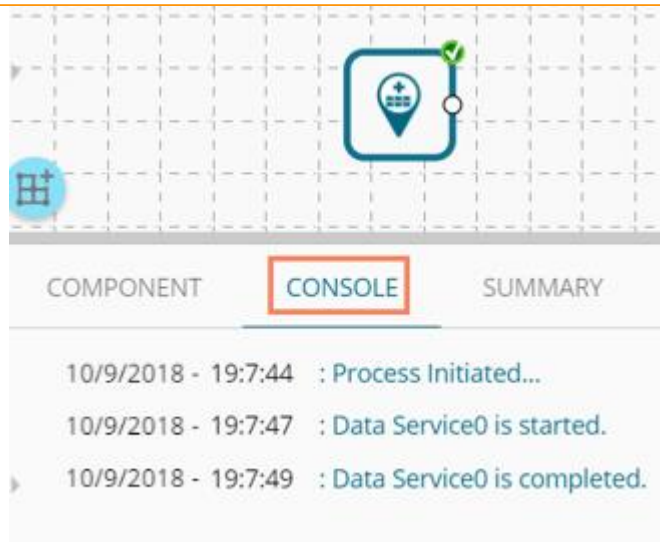 COMPONENT CONSOLE SUMMARY
10/9/2018 - 19:7:44 : Process Initiated...
10/9/2018 - 19:7:47 : Data Service0 is started.
10/9/2018 - 19:7:49 : Data Service0 is completed.